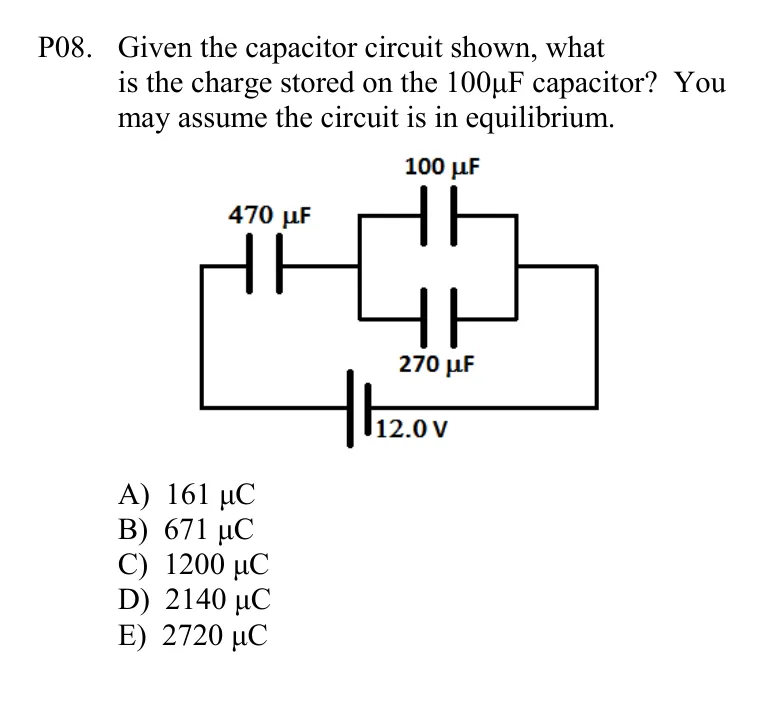 P08. Given the capacitor circuit shown, what
is the charge stored on the 100µF capacitor? You
may assume the circuit is in equilibrium.
100 µF
470 µF
270 µF
12.0 V
A) 161 µC
B) 671 µC
C) 1200 µC
D) 2140 µC
E) 2720 µC